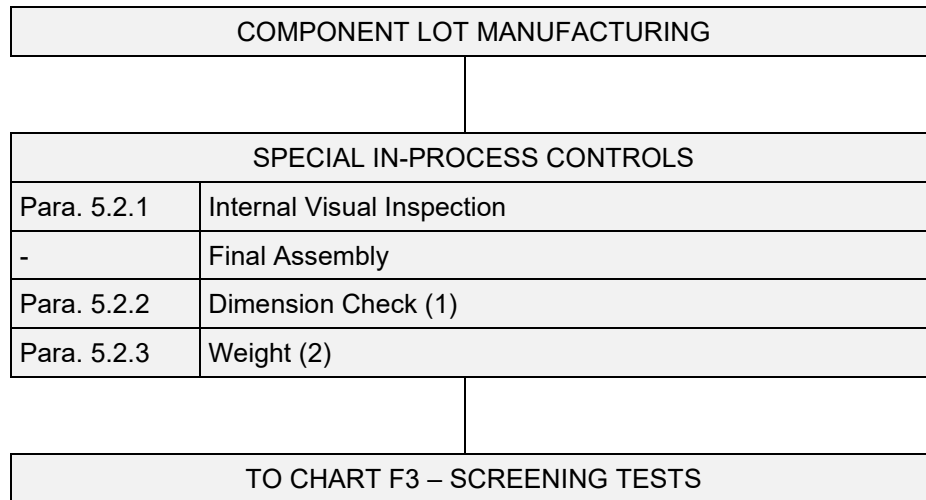 COMPONENT LOT MANUFACTURING
SPECIAL IN-PROCESS CONTROLS
Para. 5.2.1 Internal Visual Inspection
- Final Assembly
Para. 5.2.2 Dimension Check (1)
Para. 5.2.3 Weight (2)
TO CHART F3 – SCREENING TESTS